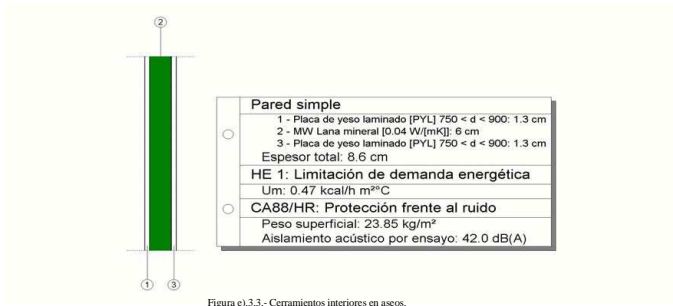 2
Pared simple
1 - Placa de yeso laminado [PYL] 750 < d < 900: 1.3 cm
2 - MW Lana mineral [0.04 W/[mK]]: 6 cm
3 - Placa de yeso laminado [PYL] 750 < d < 900: 1.3 cm
Espesor total: 8.6 cm
HE 1: Limitación de demanda energética
Um: 0.47 kcal/h m²°C
CA88/HR: Protección frente al ruido
Peso superficial: 23.85 kg/m²
Aislamiento acústico por ensayo: 42.0 dB(A)
1 3
Figura e).3.3.- Cerramientos interiores en aseos.